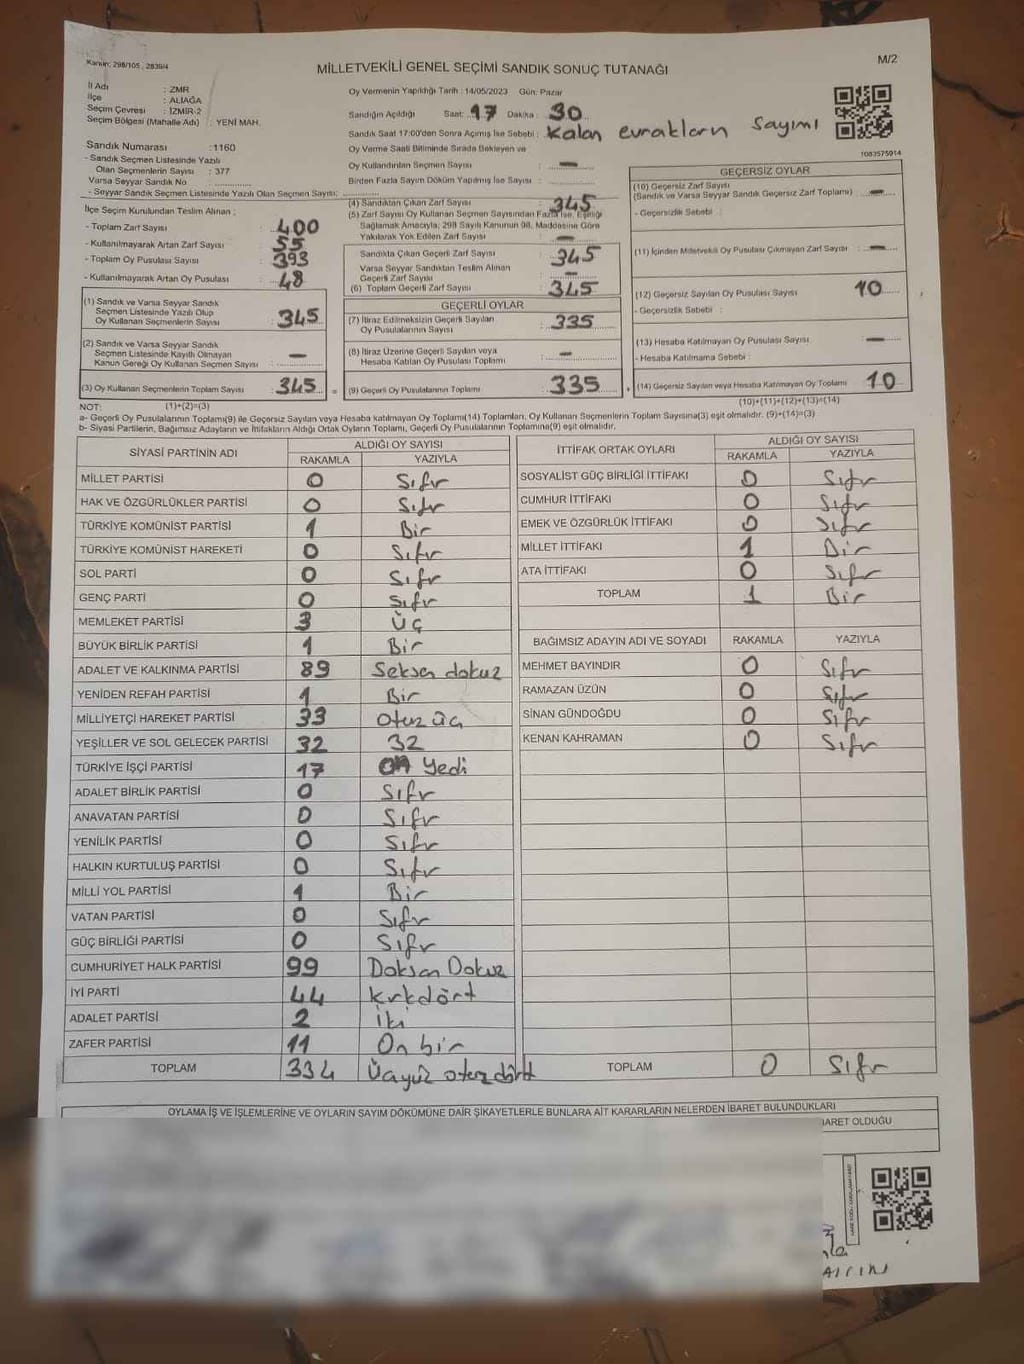 Kanun: 298/105, 2839/4
M/2
MİLLETVEKİLİ GENEL SEÇİMİ SANDIK SONUÇ TUTANAĞI
İl Adı : ZMR
İlçe : ALİAĞA
Seçim Çevresi : İZMİR-2
Seçim Bölgesi (Mahalle Adı) : YENİ MAH.
Oy Vermenin Yapıldığı Tarih : 14/05/2023 Gün: Pazar
Sandığın Açıldığı Saat: 17 Dakika : 30
Sandık Saat 17:00'den Sonra Açımış İse Sebebi : Kalan evrakların sayımı
1083575914
Sandık Numarası : 1160
- Sandık Seçmen Listesinde Yazılı
Olan Seçmenlerin Sayısı : 377
Varsa Seyyar Sandık No
- Seyyar Sandık Seçmen Listesinde Yazılı Olan Seçmen Sayısı:
Oy Verme Saati Bitiminde Sırada Bekleyen ve
Oy Kullandırılan Seçmen Sayısı : —
Birden Fazla Sayım Döküm Yapılmış İse Sayısı :
İlçe Seçim Kurulundan Teslim Alınan :
- Toplam Zarf Sayısı : 400
- Kullanılmayarak Artan Zarf Sayısı : 55
- Toplam Oy Pusulası Sayısı : 393
- Kullanılmayarak Artan Oy Pusulası : 48
(1) Sandık ve Varsa Seyyar Sandık
Seçmen Listesinde Yazılı Olup
Oy Kullanan Seçmenlerin Sayısı : 345
(2) Sandık ve Varsa Seyyar Sandık
Seçmen Listesinde Kayıtlı Olmayan
Kanun Gereği Oy Kullanan Seçmen Sayısı : —
(3) Oy Kullanan Seçmenlerin Toplam Sayısı : 345 =
(4) Sandıktan Çıkan Zarf Sayısı : 345
(5) Zarf Sayısı Oy Kullanan Seçmen Sayısından Fazla İse, Eşitliği
Sağlamak Amacıyla; 298 Sayılı Kanunun 98. Maddesine Göre
Yakılarak Yok Edilen Zarf Sayısı : —
Sandıkta Çıkan Geçerli Zarf Sayısı : 345
Varsa Seyyar Sandıktan Teslim Alınan
Geçerli Zarf Sayısı : —
(6) Toplam Geçerli Zarf Sayısı : 345
GEÇERLİ OYLAR
(7) İtiraz Edilmeksizin Geçerli Sayılan
Oy Pusulalarının Sayısı : 335
(8) İtiraz Üzerine Geçerli Sayılan veya
Hesaba Katılan Oy Pusulası Toplamı : —
(9) Geçerli Oy Pusulalarının Toplamı : 335 +
GEÇERSİZ OYLAR
(10) Geçersiz Zarf Sayısı
(Sandık ve Varsa Seyyar Sandık Geçersiz Zarf Toplamı) : —
- Geçersizlik Sebebi :
(11) İçinden Milletvekili Oy Pusulası Çıkmayan Zarf Sayısı : —
(12) Geçersiz Sayılan Oy Pusulası Sayısı : 10
- Geçersizlik Sebebi :
(13) Hesaba Katılmayan Oy Pusulası Sayısı : —
- Hesaba Katılmama Sebebi :
(14) Geçersiz Sayılan veya Hesaba Katılmayan Oy Toplamı : 10
NOT: (1)+(2)=(3) (10)+(11)+(12)+(13)=(14)
a- Geçerli Oy Pusulalarının Toplamı(9) ile Geçersiz Sayılan veya Hesaba katılmayan Oy Toplamı(14) Toplamları, Oy Kullanan Seçmenlerin Toplam Sayısına(3) eşit olmalıdır. (9)+(14)=(3)
b- Siyasi Partilerin, Bağımsız Adayların ve İttifakların Aldığı Ortak Oyların Toplamı, Geçerli Oy Pusulalarının Toplamına(9) eşit olmalıdır.
SİYASİ PARTİNİN ADI ALDIĞI OY SAYISI
RAKAMLA YAZIYLA
MİLLET PARTİSİ 0 Sıfır
HAK VE ÖZGÜRLÜKLER PARTİSİ 0 Sıfır
TÜRKİYE KOMÜNİST PARTİSİ 1 Bir
TÜRKİYE KOMÜNİST HAREKETİ 0 Sıfır
SOL PARTİ 0 Sıfır
GENÇ PARTİ 0 Sıfır
MEMLEKET PARTİSİ 3 Üç
BÜYÜK BİRLİK PARTİSİ 1 Bir
ADALET VE KALKINMA PARTİSİ 89 Seksen dokuz
YENİDEN REFAH PARTİSİ 1 Bir
MİLLİYETÇİ HAREKET PARTİSİ 33 Otuz üç
YEŞİLLER VE SOL GELECEK PARTİSİ 32 32
TÜRKİYE İŞÇİ PARTİSİ 17 On yedi
ADALET BİRLİK PARTİSİ 0 Sıfır
ANAVATAN PARTİSİ 0 Sıfır
YENİLİK PARTİSİ 0 Sıfır
HALKIN KURTULUŞ PARTİSİ 0 Sıfır
MİLLİ YOL PARTİSİ 1 Bir
VATAN PARTİSİ 0 Sıfır
GÜÇ BİRLİĞİ PARTİSİ 0 Sıfır
CUMHURİYET HALK PARTİSİ 99 Doksan Dokuz
İYİ PARTİ 44 Kırkdört
ADALET PARTİSİ 2 İki
ZAFER PARTİSİ 11 On bir
TOPLAM 334 Üçyüz otuz dört
İTTİFAK ORTAK OYLARI ALDIĞI OY SAYISI
RAKAMLA YAZIYLA
SOSYALİST GÜÇ BİRLİĞİ İTTİFAKI 0 Sıfır
CUMHUR İTTİFAKI 0 Sıfır
EMEK VE ÖZGÜRLÜK İTTİFAKI 0 Sıfır
MİLLET İTTİFAKI 1 Bir
ATA İTTİFAKI 0 Sıfır
TOPLAM 1 Bir
BAĞIMSIZ ADAYIN ADI VE SOYADI RAKAMLA YAZIYLA
MEHMET BAYINDIR 0 Sıfır
RAMAZAN ÜZÜN 0 Sıfır
SİNAN GÜNDOĞDU 0 Sıfır
KENAN KAHRAMAN 0 Sıfır
TOPLAM 0 Sıfır
OYLAMA İŞ VE İŞLEMLERİNE VE OYLARIN SAYIM DÖKÜMÜNE DAİR ŞİKAYETLERLE BUNLARA AİT KARARLARIN NELERDEN İBARET BULUNDUKLARI
İBARET OLDUĞU